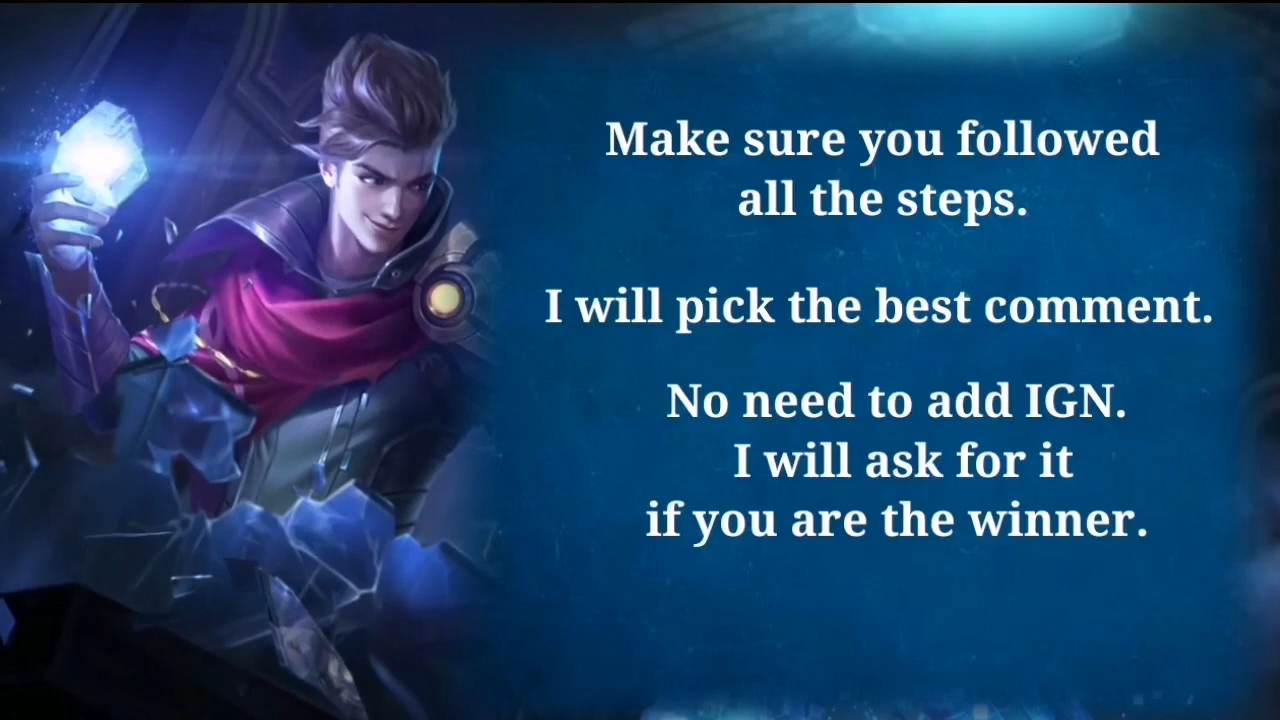 Make sure you followed
all the steps.
I will pick the best comment.
No need to add IGN.
I will ask for it
if you are the winner.